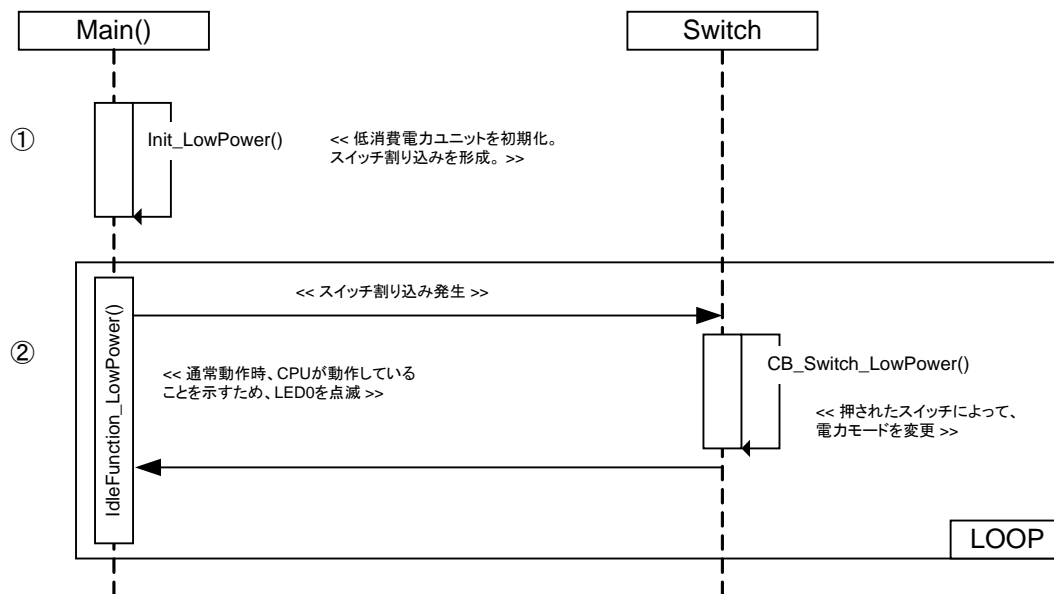 Main()
Switch
①
Init_LowPower()
<< 低消費電力ユニットを初期化。
スイッチ割り込みを形成。 >>
②
IdleFunction_LowPower()
<< スイッチ割り込み発生 >>
<< 通常動作時、CPUが動作している
ことを示すため、LED0を点滅 >>
CB_Switch_LowPower()
<< 押されたスイッチによって、
電力モードを変更 >>
LOOP